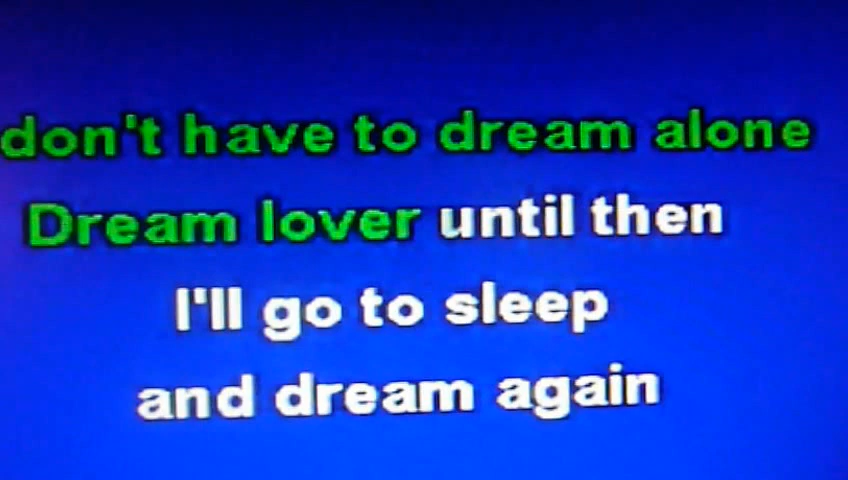 don't have to dream alone
Dream lover until then
I'll go to sleep
and dream again